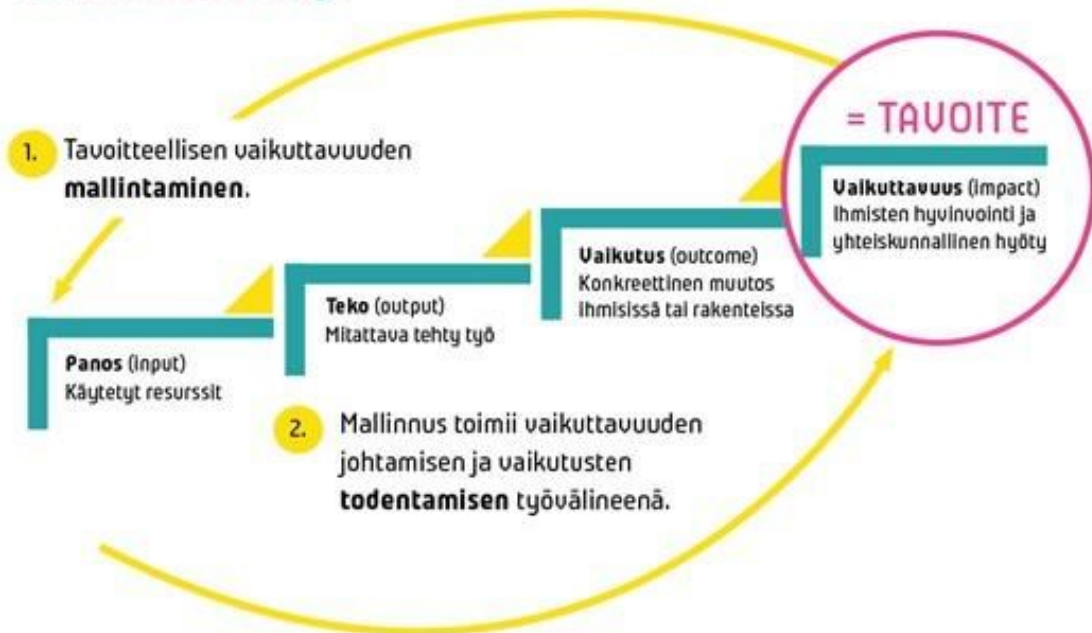 1. Tavoitteellisen vaikuttavuuden
mallintaminen.
= TAVOITE
Vaikuttavuus (impact)
Ihmisten hyvinvointi ja
yhteiskunnallinen hyöty
Vaikutus (outcome)
Konkreettinen muutos
ihmisissä tai rakenteissa
Teko (output)
Mitattava tehty työ
Panos (input)
Käytetyt resurssit
2. Mallinnus toimii vaikuttavuuden
johtamisen ja vaikutusten
todentamisen työvälineenä.